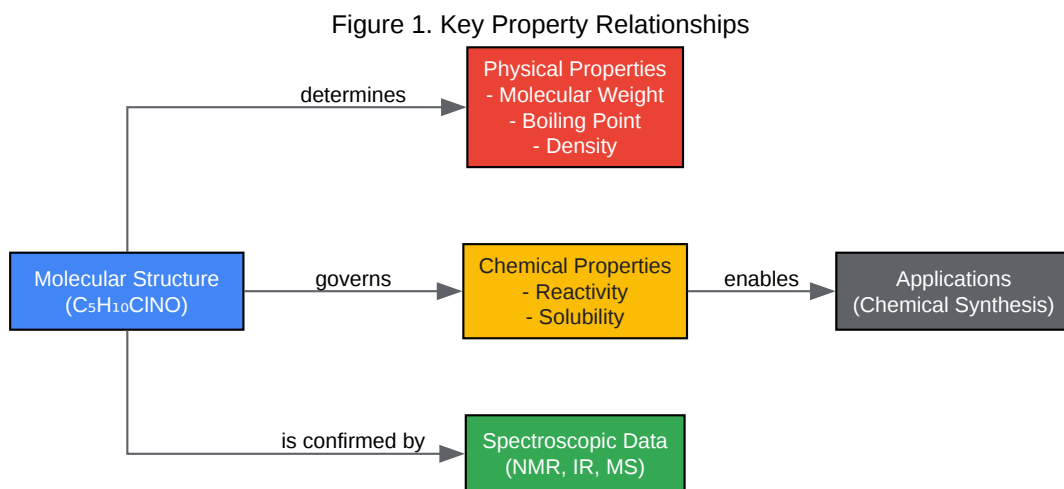 Figure 1. Key Property Relationships
Physical Properties
- Molecular Weight
- Boiling Point
- Density
determines
Molecular Structure
(C₅H₁₀ClNO)
governs
Chemical Properties
- Reactivity
- Solubility
enables
Applications
(Chemical Synthesis)
is confirmed by
Spectroscopic Data
(NMR, IR, MS)